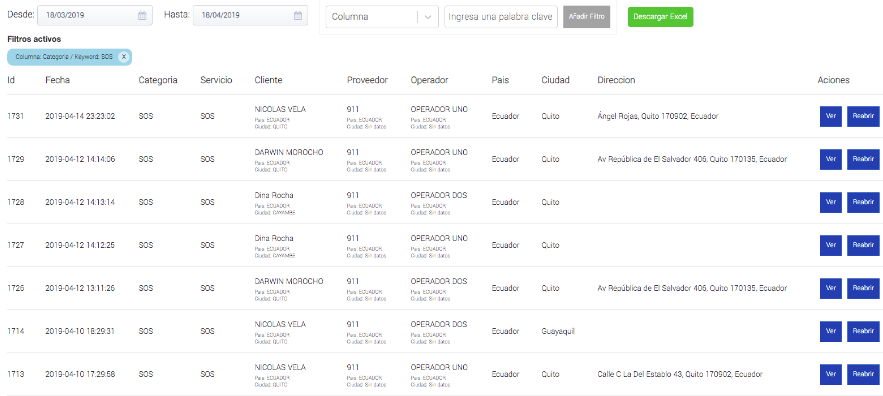 Desde: 18/03/2019 Hasta: 18/04/2019 Columna Ingresa una palabra clave Añadir Filtro Descargar Excel
Filtros activos
Columna: Categoria / Keyword: SOS X
Id Fecha Categoria Servicio Cliente Proveedor Operador Pais Ciudad Direccion Aciones
1731 2019-04-14 23:23:02 SOS SOS NICOLAS VELA 911 OPERADOR UNO Ecuador Quito Ángel Rojas, Quito 170902, Ecuador Ver Reabrir
Pais: ECUADOR Pais: ECUADOR Pais: ECUADOR
Ciudad: QUITO Ciudad: Sin datos Ciudad: Sin datos
1729 2019-04-12 14:14:06 SOS SOS DARWIN MOROCHO 911 OPERADOR UNO Ecuador Quito Av República de El Salvador 406, Quito 170135, Ecuador Ver Reabrir
Pais: ECUADOR Pais: ECUADOR Pais: ECUADOR
Ciudad: QUITO Ciudad: Sin datos Ciudad: Sin datos
1728 2019-04-12 14:13:14 SOS SOS Dina Rocha 911 OPERADOR DOS Ecuador Quito Ver Reabrir
Pais: ECUADOR Pais: ECUADOR Pais: ECUADOR
Ciudad: CAYAMBE Ciudad: Sin datos Ciudad: Sin datos
1727 2019-04-12 14:12:25 SOS SOS Dina Rocha 911 OPERADOR UNO Ecuador Quito Ver Reabrir
Pais: ECUADOR Pais: ECUADOR Pais: ECUADOR
Ciudad: CAYAMBE Ciudad: Sin datos Ciudad: Sin datos
1726 2019-04-12 13:11:26 SOS SOS DARWIN MOROCHO 911 OPERADOR DOS Ecuador Quito Av República de El Salvador 406, Quito 170135, Ecuador Ver Reabrir
Pais: ECUADOR Pais: ECUADOR Pais: ECUADOR
Ciudad: QUITO Ciudad: Sin datos Ciudad: Sin datos
1714 2019-04-10 18:29:31 SOS SOS NICOLAS VELA 911 OPERADOR DOS Ecuador Guayaquil Ver Reabrir
Pais: ECUADOR Pais: ECUADOR Pais: ECUADOR
Ciudad: QUITO Ciudad: Sin datos Ciudad: Sin datos
1713 2019-04-10 17:29:58 SOS SOS NICOLAS VELA 911 OPERADOR UNO Ecuador Quito Calle C La Del Establo 43, Quito 170902, Ecuador Ver Reabrir
Pais: ECUADOR Pais: ECUADOR Pais: ECUADOR
Ciudad: QUITO Ciudad: Sin datos Ciudad: Sin datos